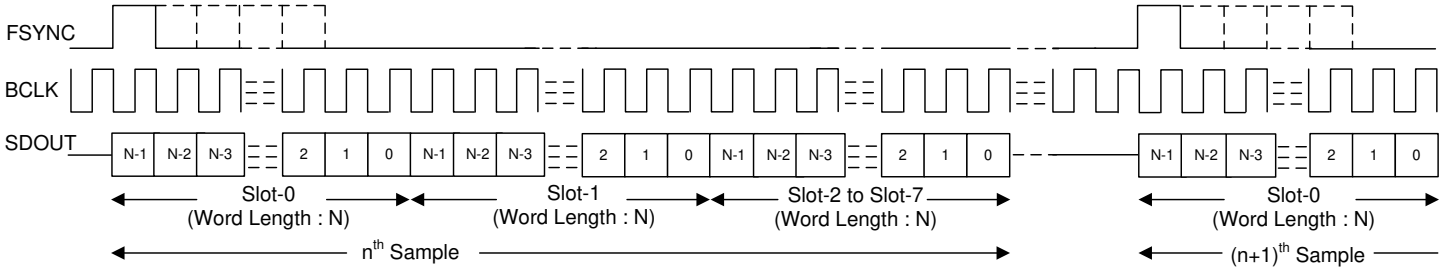 FSYNC
BCLK
SDOUT
N-1 N-2 N-3 2 1 0 N-1 N-2 N-3 2 1 0 N-1 N-2 N-3 2 1 0 N-1 N-2 N-3 2 1 0
Slot-0 Slot-1 Slot-2 to Slot-7 Slot-0
(Word Length : N) (Word Length : N) (Word Length : N) (Word Length : N)
nth Sample (n+1)th Sample